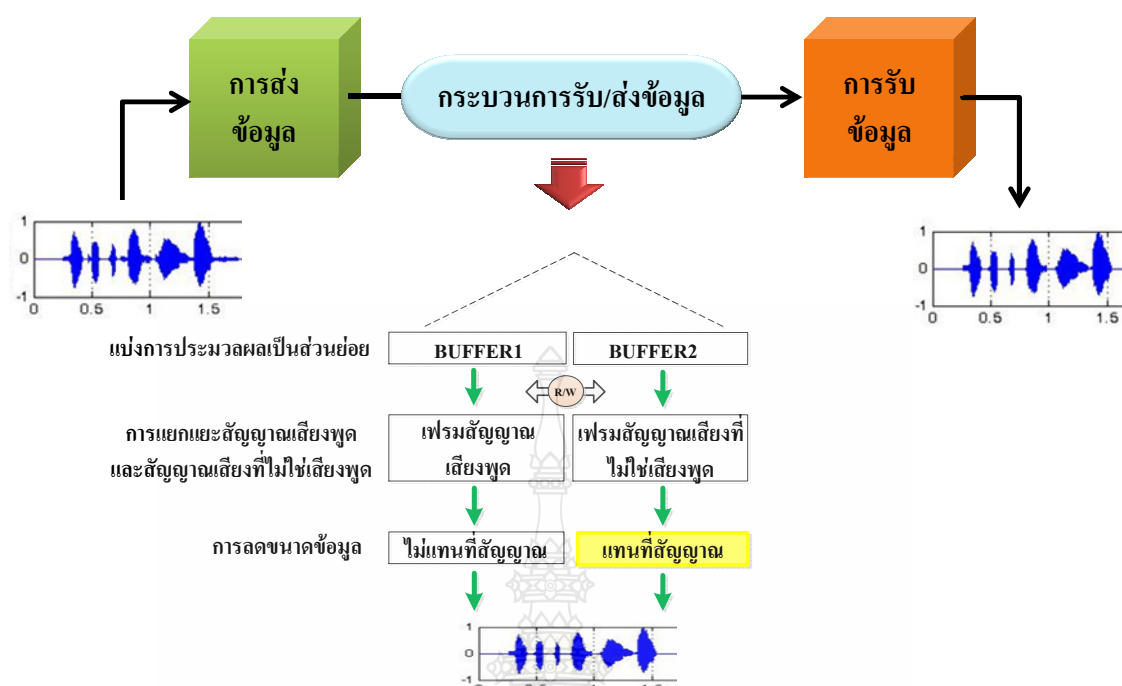 การส่ง
ข้อมูล
กระบวนการรับ/ส่งข้อมูล
การรับ
ข้อมูล
1
0
-1
0 0.5 1 1.5
1
0
-1
0 0.5 1 1.5
แบ่งการประมวลผลเป็นส่วนย่อย
BUFFER1
BUFFER2
R/W
การแยกแยะสัญญาณเสียงพูด
และสัญญาณเสียงที่ไม่ใช่เสียงพูด
เฟรมสัญญาณ
เสียงพูด
เฟรมสัญญาณเสียงที่
ไม่ใช่เสียงพูด
การลดขนาดข้อมูล
ไม่แทนที่สัญญาณ
แทนที่สัญญาณ
1
0
-1